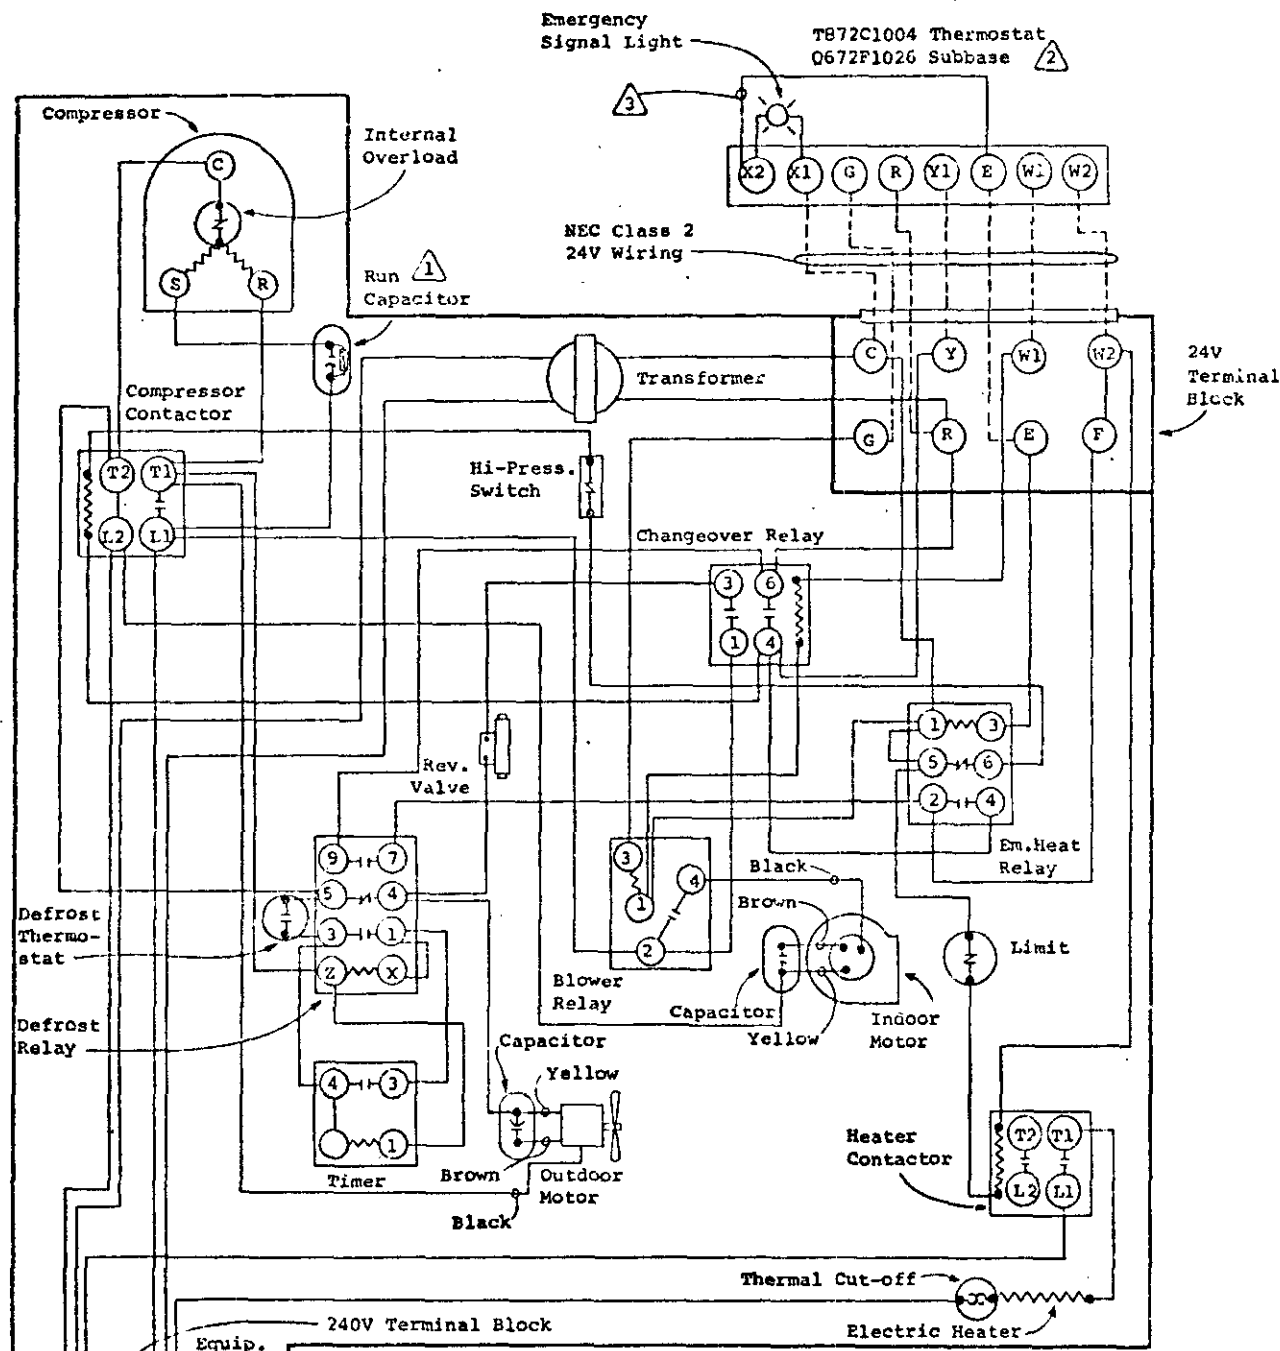 Emergency
Signal Light
T872C1004 Thermostat
Q672F1026 Subbase
2
3
Compressor
Internal
Overload
C
S
R
X2 X1 G R Y1 E W1 W2
NEC Class 2
24V Wiring
Run
Capacitor
1
Transformer
C Y W1 W2
G R E F
24V
Terminal
Block
Compressor
Contactor
T2 T1
L2 L1
Hi-Press.
Switch
Changeover Relay
3 6
1 4
Rev.
Valve
1 3
5 6
2 4
Em.Heat
Relay
9 7
5 4
3 1
Z X
Defrost
Thermo-
stat
Defrost
Relay
3
4
1
2
Blower
Relay
Black
Brown
Capacitor
Yellow
Indoor
Motor
Limit
4 3
1
Timer
Capacitor
Yellow
Brown
Outdoor
Motor
Black
Heater
Contactor
T2 T1
L2 L1
Thermal Cut-off
Electric Heater
240V Terminal Block
Equip.